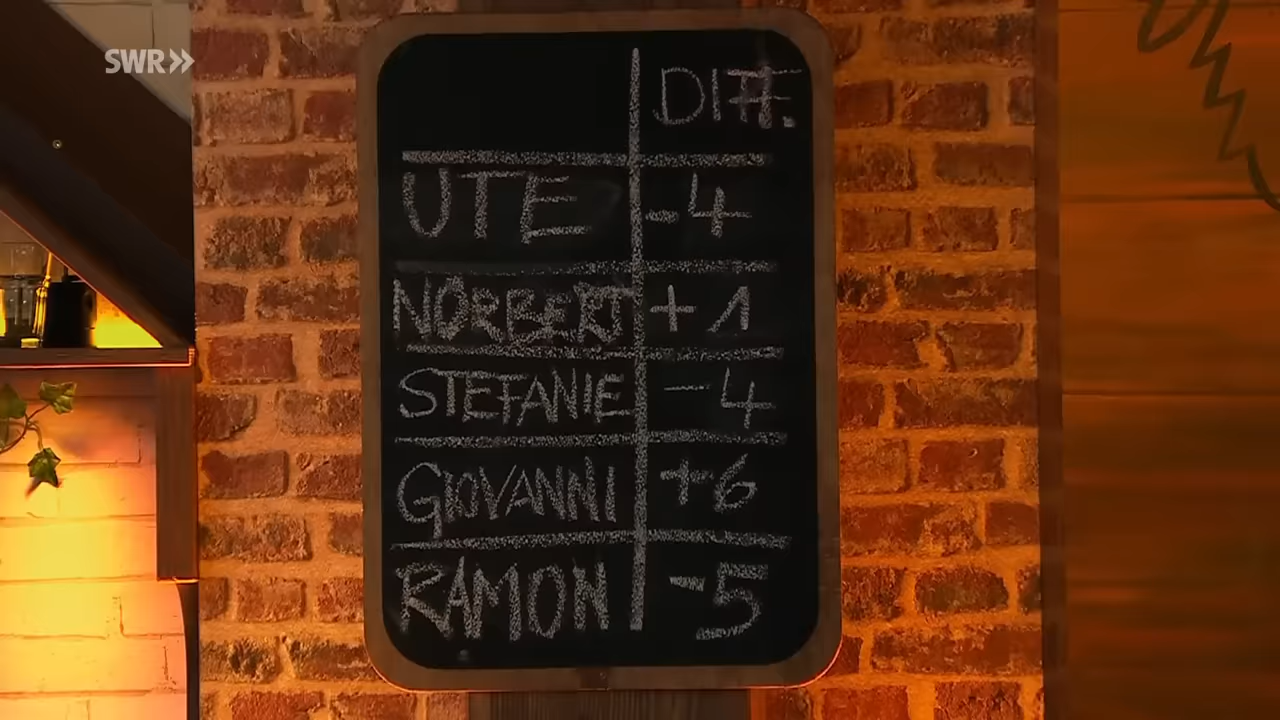 SWR»
DIFF.
UTE -4
NORBERT +1
STEFANIE -4
GIOVANNI +6
RAMON -5